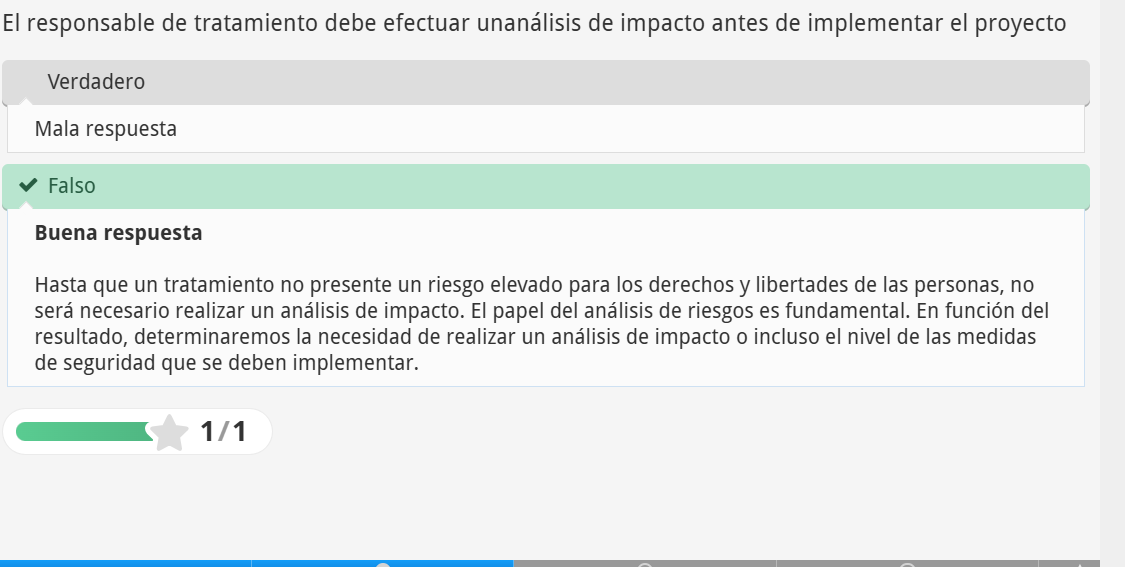 El responsable de tratamiento debe efectuar unanálisis de impacto antes de implementar el proyecto
Verdadero
Mala respuesta
Falso
Buena respuesta
Hasta que un tratamiento no presente un riesgo elevado para los derechos y libertades de las personas, no
será necesario realizar un análisis de impacto. El papel del análisis de riesgos es fundamental. En función del
resultado, determinaremos la necesidad de realizar un análisis de impacto o incluso el nivel de las medidas
de seguridad que se deben implementar.
1/1